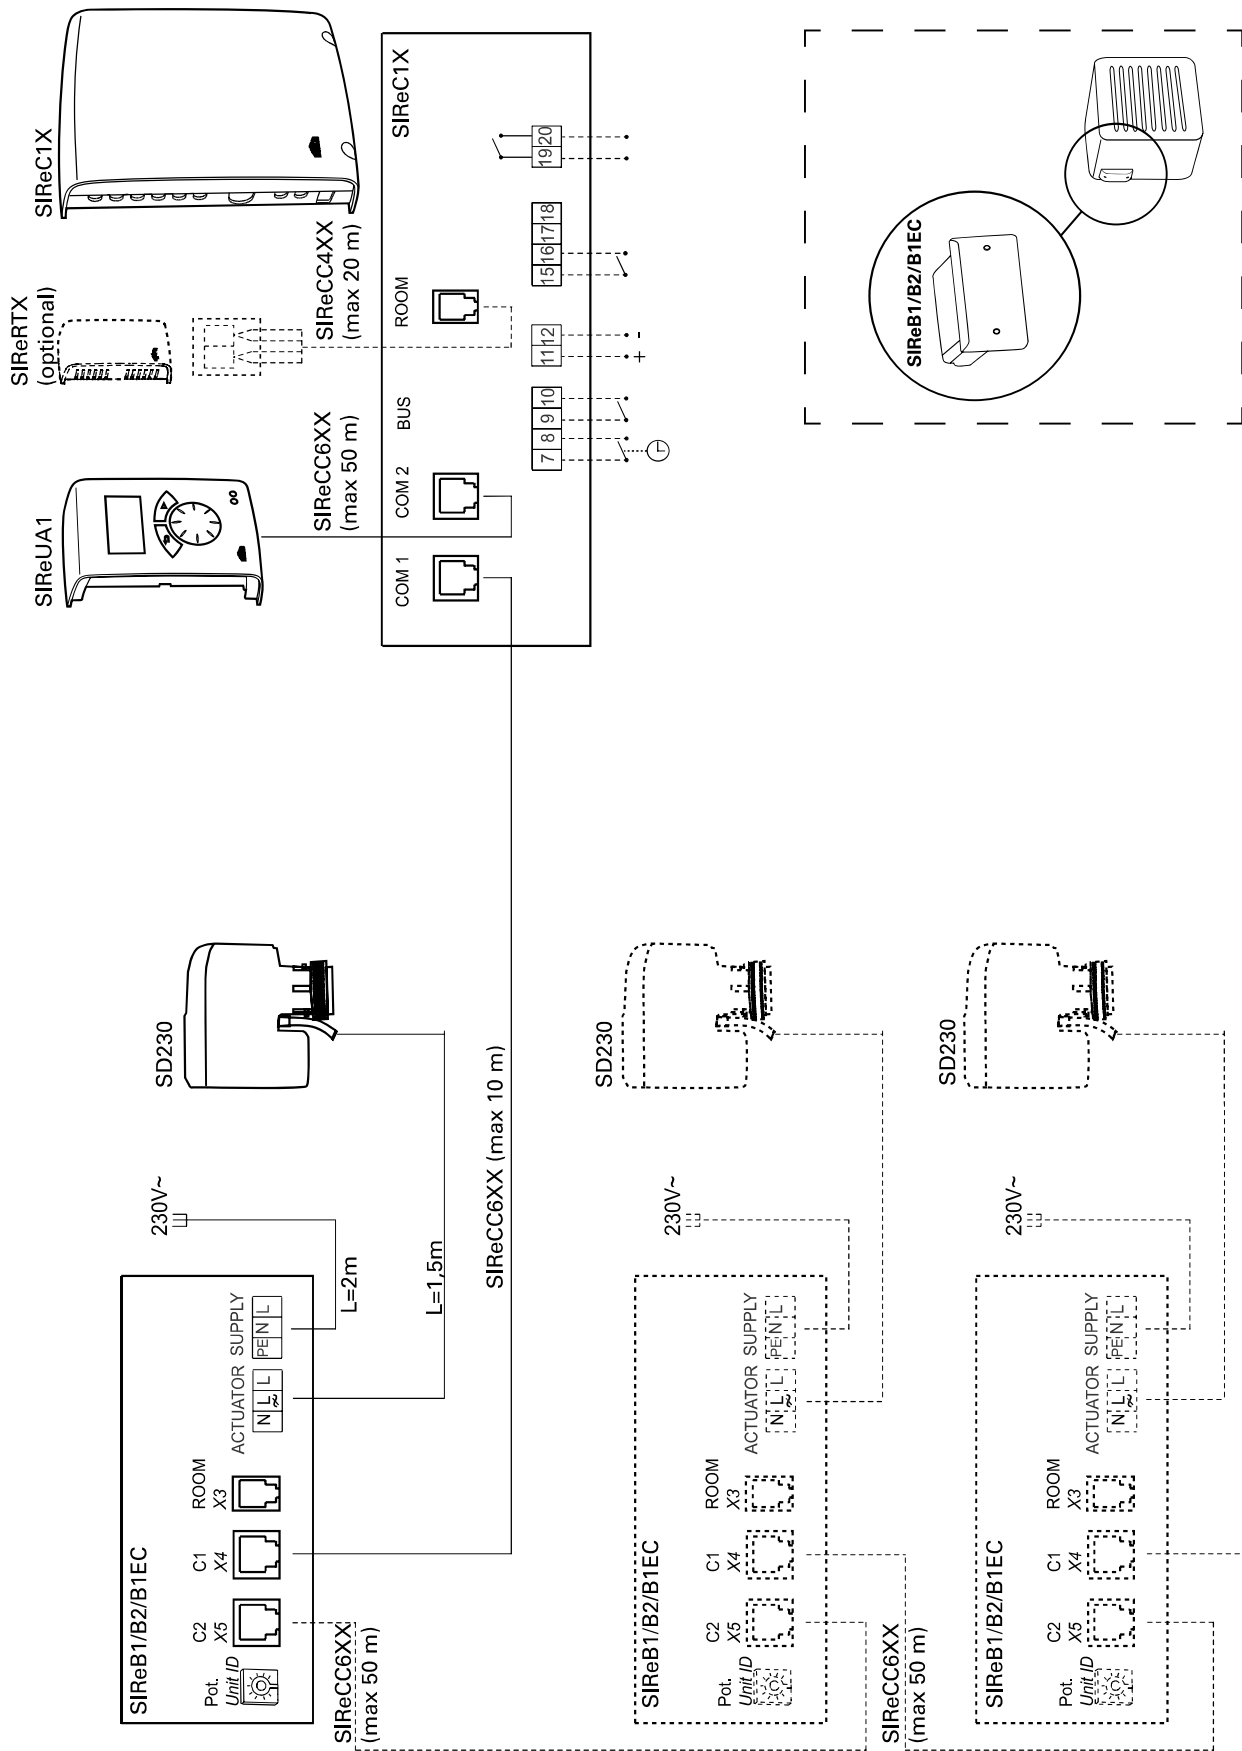 SIReB1/B2/B1EC
Pot.
Unit ID
C2
X5
C1
X4
ROOM
X3
ACTUATOR
N L L
SUPPLY
PE N L
230V~
L=2m
L=1,5m
SD230
SIReCC6XX (max 10 m)
SIReCC6XX
(max 50 m)
SIReB1/B2/B1EC
Pot.
Unit ID
C2
X5
C1
X4
ROOM
X3
ACTUATOR
N L L
SUPPLY
PE N L
230V~
SD230
SIReCC6XX
(max 50 m)
SIReB1/B2/B1EC
Pot.
Unit ID
C2
X5
C1
X4
ROOM
X3
ACTUATOR
N L L
SUPPLY
PE N L
230V~
SD230
SIReUA1
SIReRTX
(optional)
SIReC1X
SIReCC6XX
(max 50 m)
SIReCC4XX
(max 20 m)
COM 1
COM 2
BUS
ROOM
SIReC1X
7 8 9 10
11 12
15 16 17 18
19 20
+ -
SIReB1/B2/B1EC